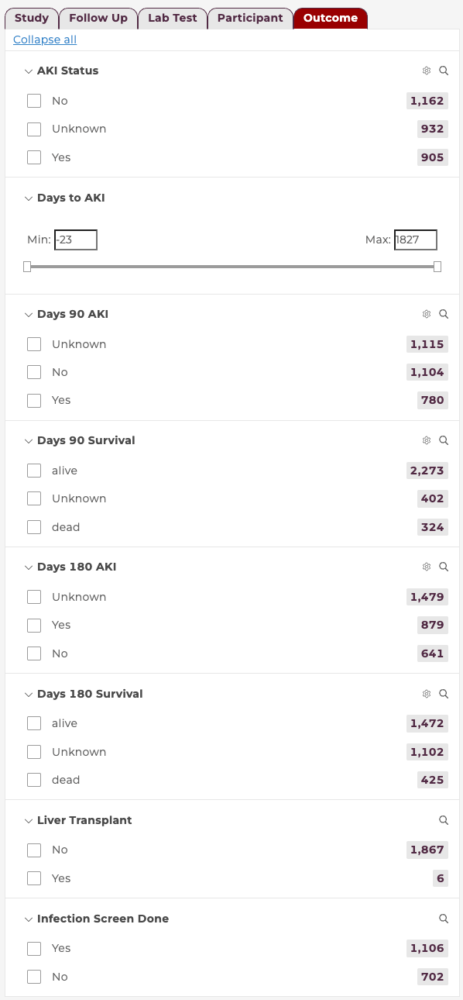 Study Follow Up Lab Test Participant Outcome
Collapse all
AKI Status
No 1,162
Unknown 932
Yes 905
Days to AKI
Min: -23 Max: 1827
Days 90 AKI
Unknown 1,115
No 1,104
Yes 780
Days 90 Survival
alive 2,273
Unknown 402
dead 324
Days 180 AKI
Unknown 1,479
Yes 879
No 641
Days 180 Survival
alive 1,472
Unknown 1,102
dead 425
Liver Transplant
No 1,867
Yes 6
Infection Screen Done
Yes 1,106
No 702